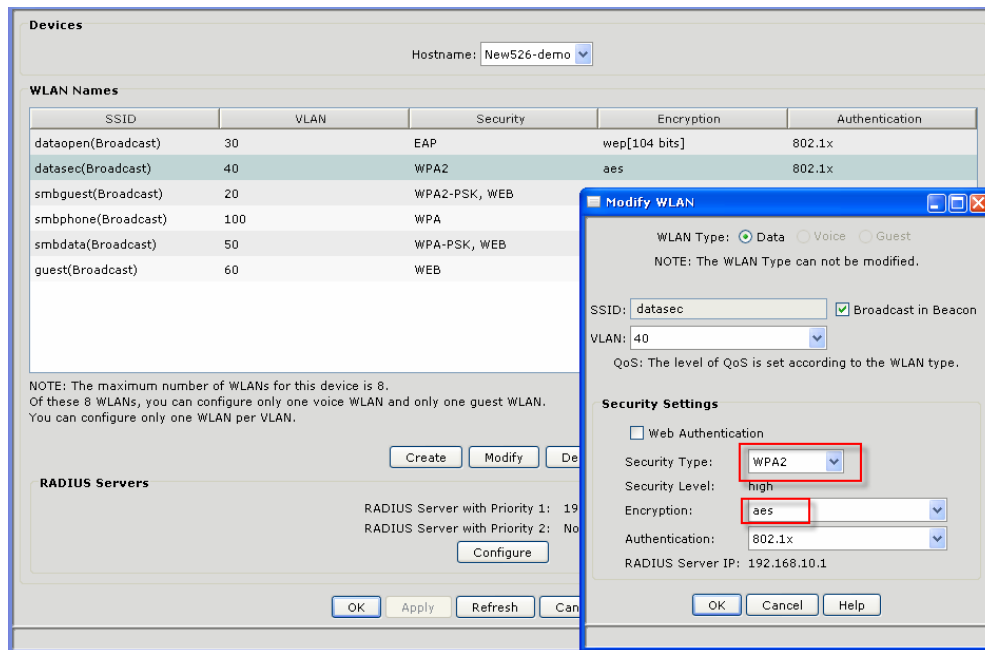 Devices
Hostname: New526-demo
WLAN Names
SSID VLAN Security Encryption Authentication
dataopen(Broadcast) 30 EAP wep[104 bits] 802.1x
datasec(Broadcast) 40 WPA2 aes 802.1x
smbguest(Broadcast) 20 WPA2-PSK, WEB
smbphone(Broadcast) 100 WPA
smbdata(Broadcast) 50 WPA-PSK, WEB
guest(Broadcast) 60 WEB
NOTE: The maximum number of WLANs for this device is 8.
Of these 8 WLANs, you can configure only one voice WLAN and only one guest WLAN.
You can configure only one WLAN per VLAN.
Create Modify De
RADIUS Servers
RADIUS Server with Priority 1: 19
RADIUS Server with Priority 2: No
Configure
OK Apply Refresh Can
Modify WLAN
WLAN Type: Data Voice Guest
NOTE: The WLAN Type can not be modified.
SSID: datasec Broadcast in Beacon
VLAN: 40
QoS: The level of QoS is set according to the WLAN type.
Security Settings
Web Authentication
Security Type: WPA2
Security Level: high
Encryption: aes
Authentication: 802.1x
RADIUS Server IP: 192.168.10.1
OK Cancel Help